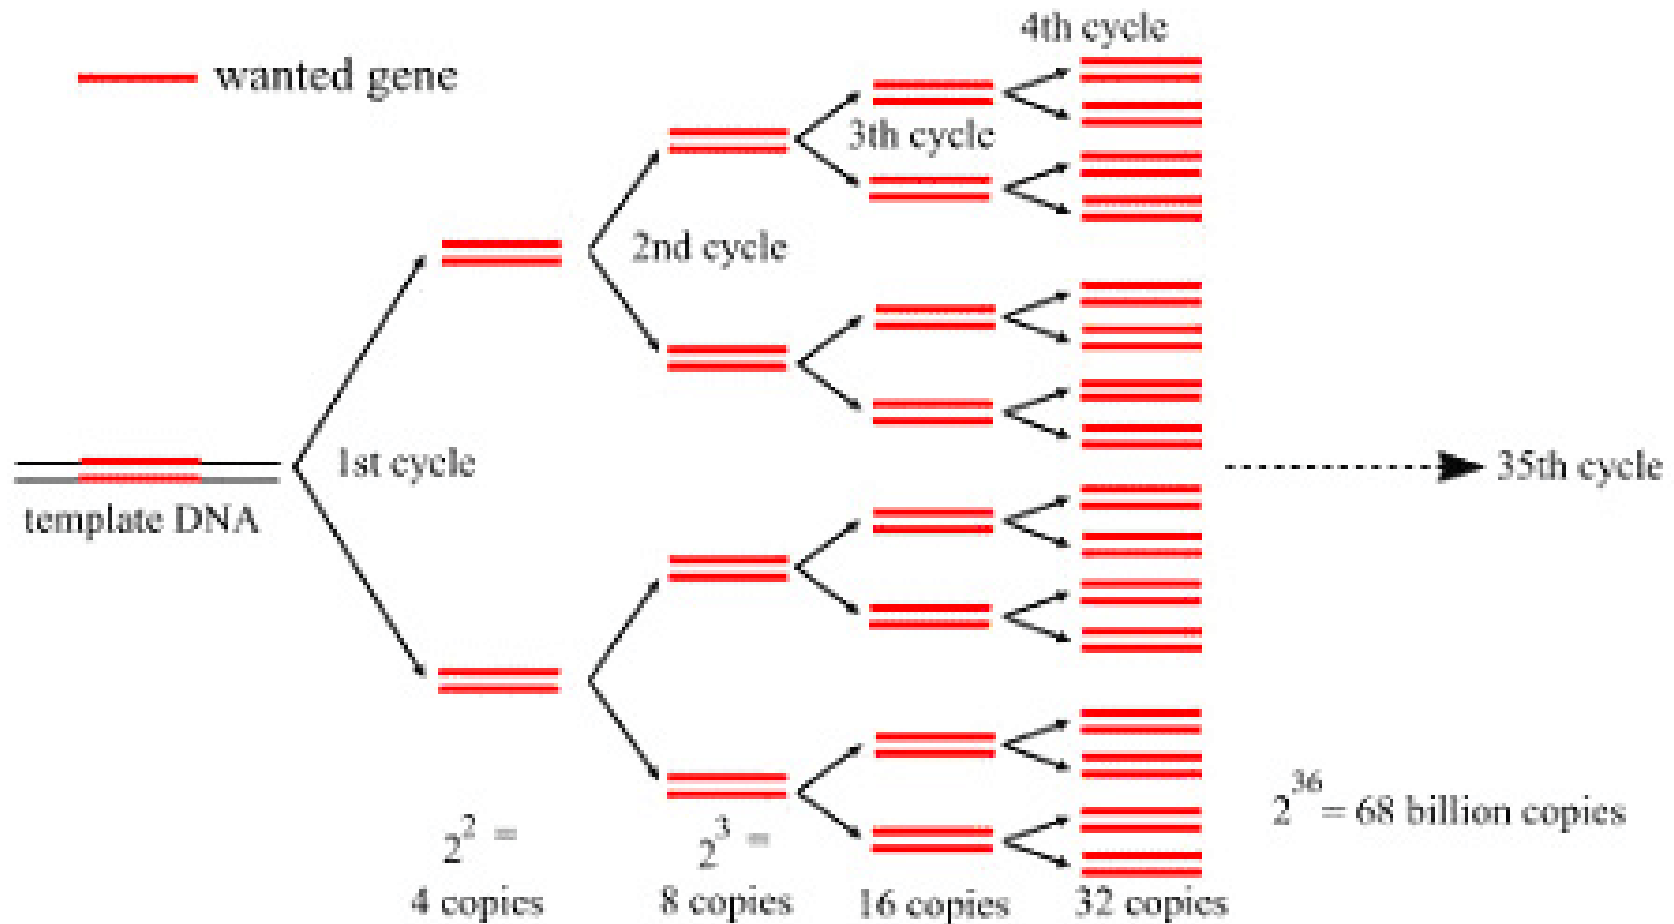 wanted gene
4th cycle
3th cycle
2nd cycle
1st cycle
template DNA
35th cycle
2^2 =
4 copies
2^3 =
8 copies
16 copies
32 copies
2^36 = 68 billion copies